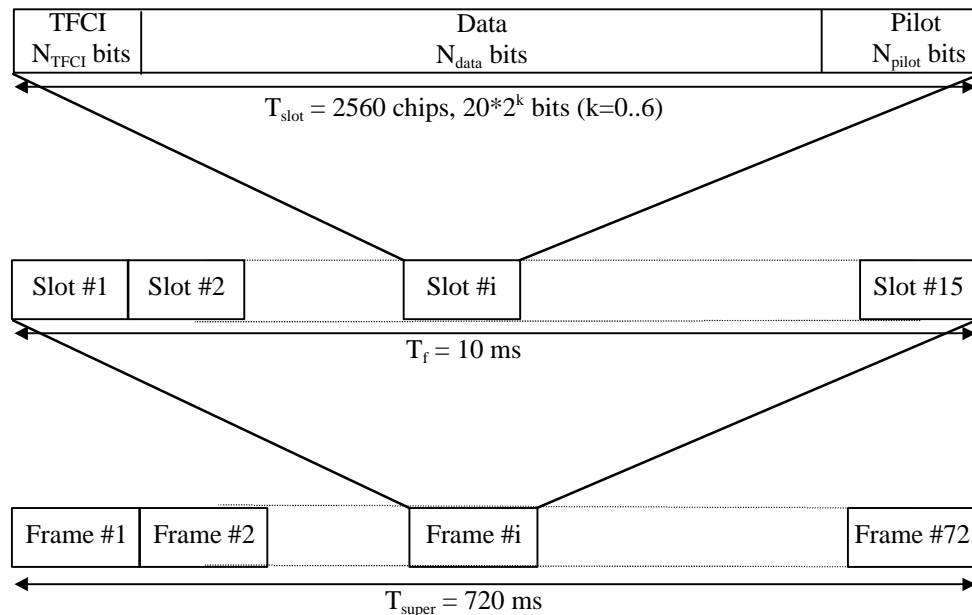 TFCI Data Pilot
N_TFCI bits N_data bits N_pilot bits
T_slot = 2560 chips, 20*2^k bits (k=0..6)
Slot #1 Slot #2 Slot #i Slot #15
T_f = 10 ms
Frame #1 Frame #2 Frame #i Frame #72
T_super = 720 ms